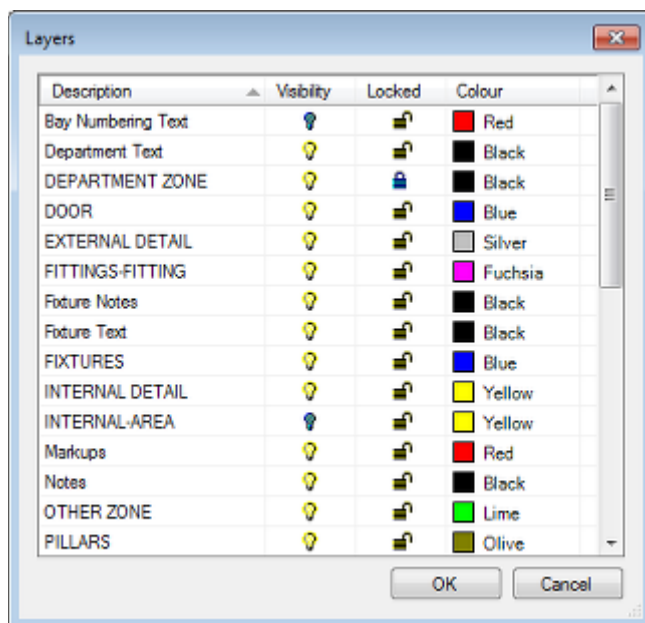 Layers
Description Visibility Locked Colour
Bay Numbering Text Red
Department Text Black
DEPARTMENT ZONE Black
DOOR Blue
EXTERNAL DETAIL Silver
FITTINGS-FITTING Fuchsia
Fixture Notes Black
Fixture Text Black
FIXTURES Blue
INTERNAL DETAIL Yellow
INTERNAL-AREA Yellow
Markups Red
Notes Black
OTHER ZONE Lime
PILLARS Olive
OK Cancel